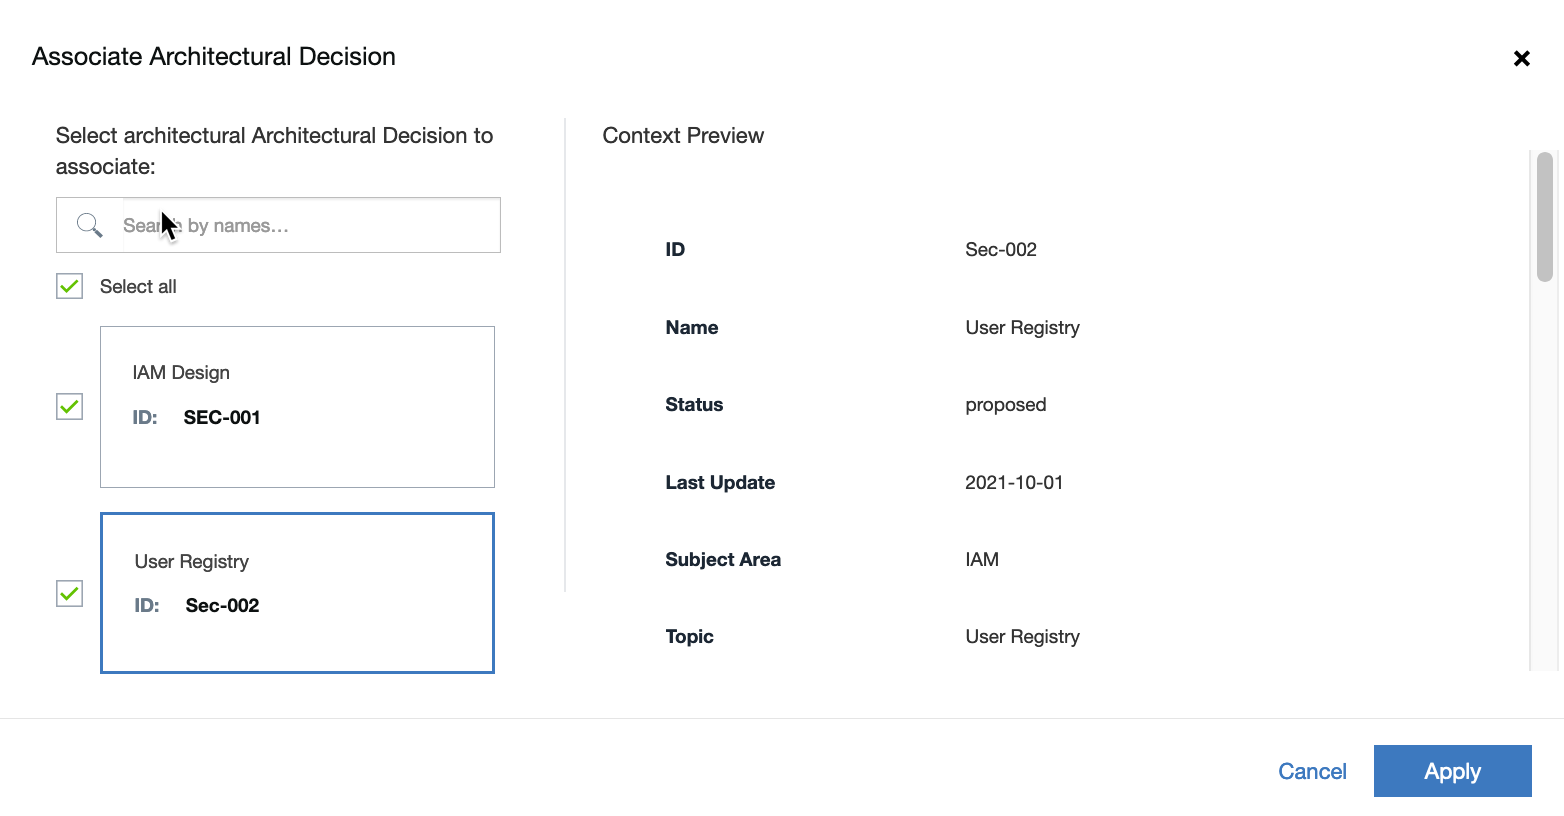 Associate Architectural Decision
Select architectural Architectural Decision to
associate:
Search by names...
Select all
IAM Design
ID: SEC-001
User Registry
ID: Sec-002
Context Preview
ID Sec-002
Name User Registry
Status proposed
Last Update 2021-10-01
Subject Area IAM
Topic User Registry
Cancel Apply